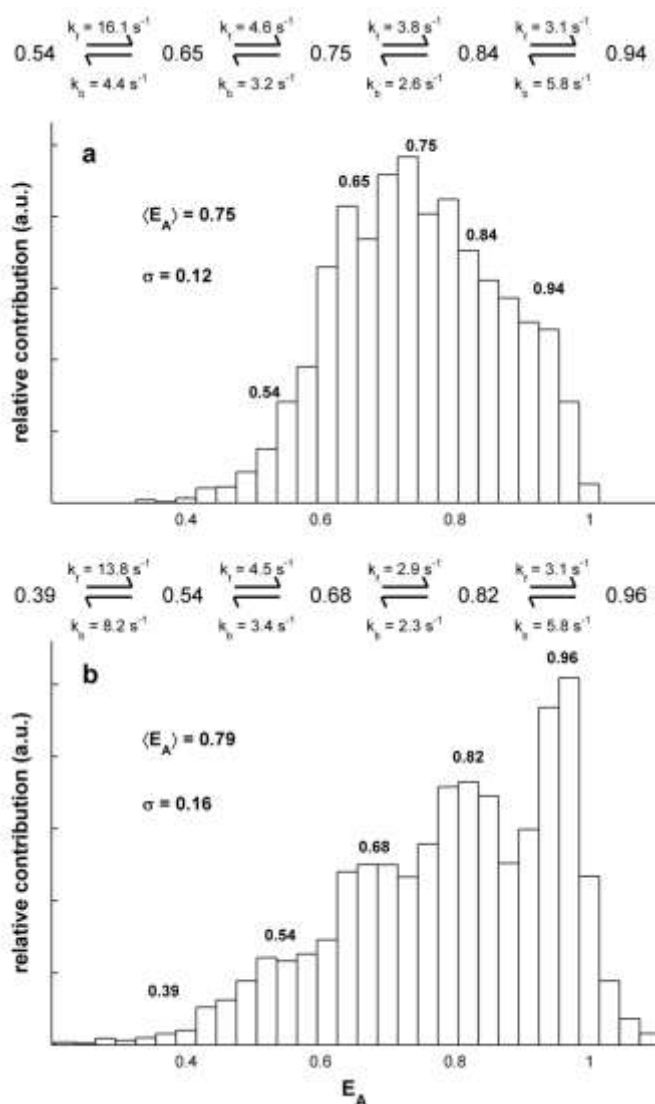 k_f = 16.1 s⁻¹ k_f = 4.6 s⁻¹ k_f = 3.8 s⁻¹ k_f = 3.1 s⁻¹
0.54 0.65 0.75 0.84 0.94
k_b = 4.4 s⁻¹ k_b = 3.2 s⁻¹ k_b = 2.6 s⁻¹ k_b = 5.8 s⁻¹
a
0.75
0.65
⟨E_A⟩ = 0.75
0.84
σ = 0.12
0.94
0.54
relative contribution (a.u.)
0.4 0.6 0.8 1
k_f = 13.8 s⁻¹ k_f = 4.5 s⁻¹ k_f = 2.9 s⁻¹ k_f = 3.1 s⁻¹
0.39 0.54 0.68 0.82 0.96
k_b = 8.2 s⁻¹ k_b = 3.4 s⁻¹ k_b = 2.3 s⁻¹ k_b = 5.8 s⁻¹
b
0.96
⟨E_A⟩ = 0.79
0.82
σ = 0.16
0.68
0.54
0.39
relative contribution (a.u.)
0.4 0.6 0.8 1
E_A